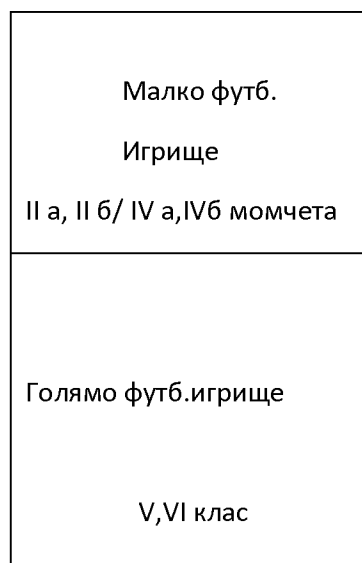 Малко футб.
Игрище
II а, II б/ IV а,IVб момчета
Голямо футб.игрище
V,VI клас